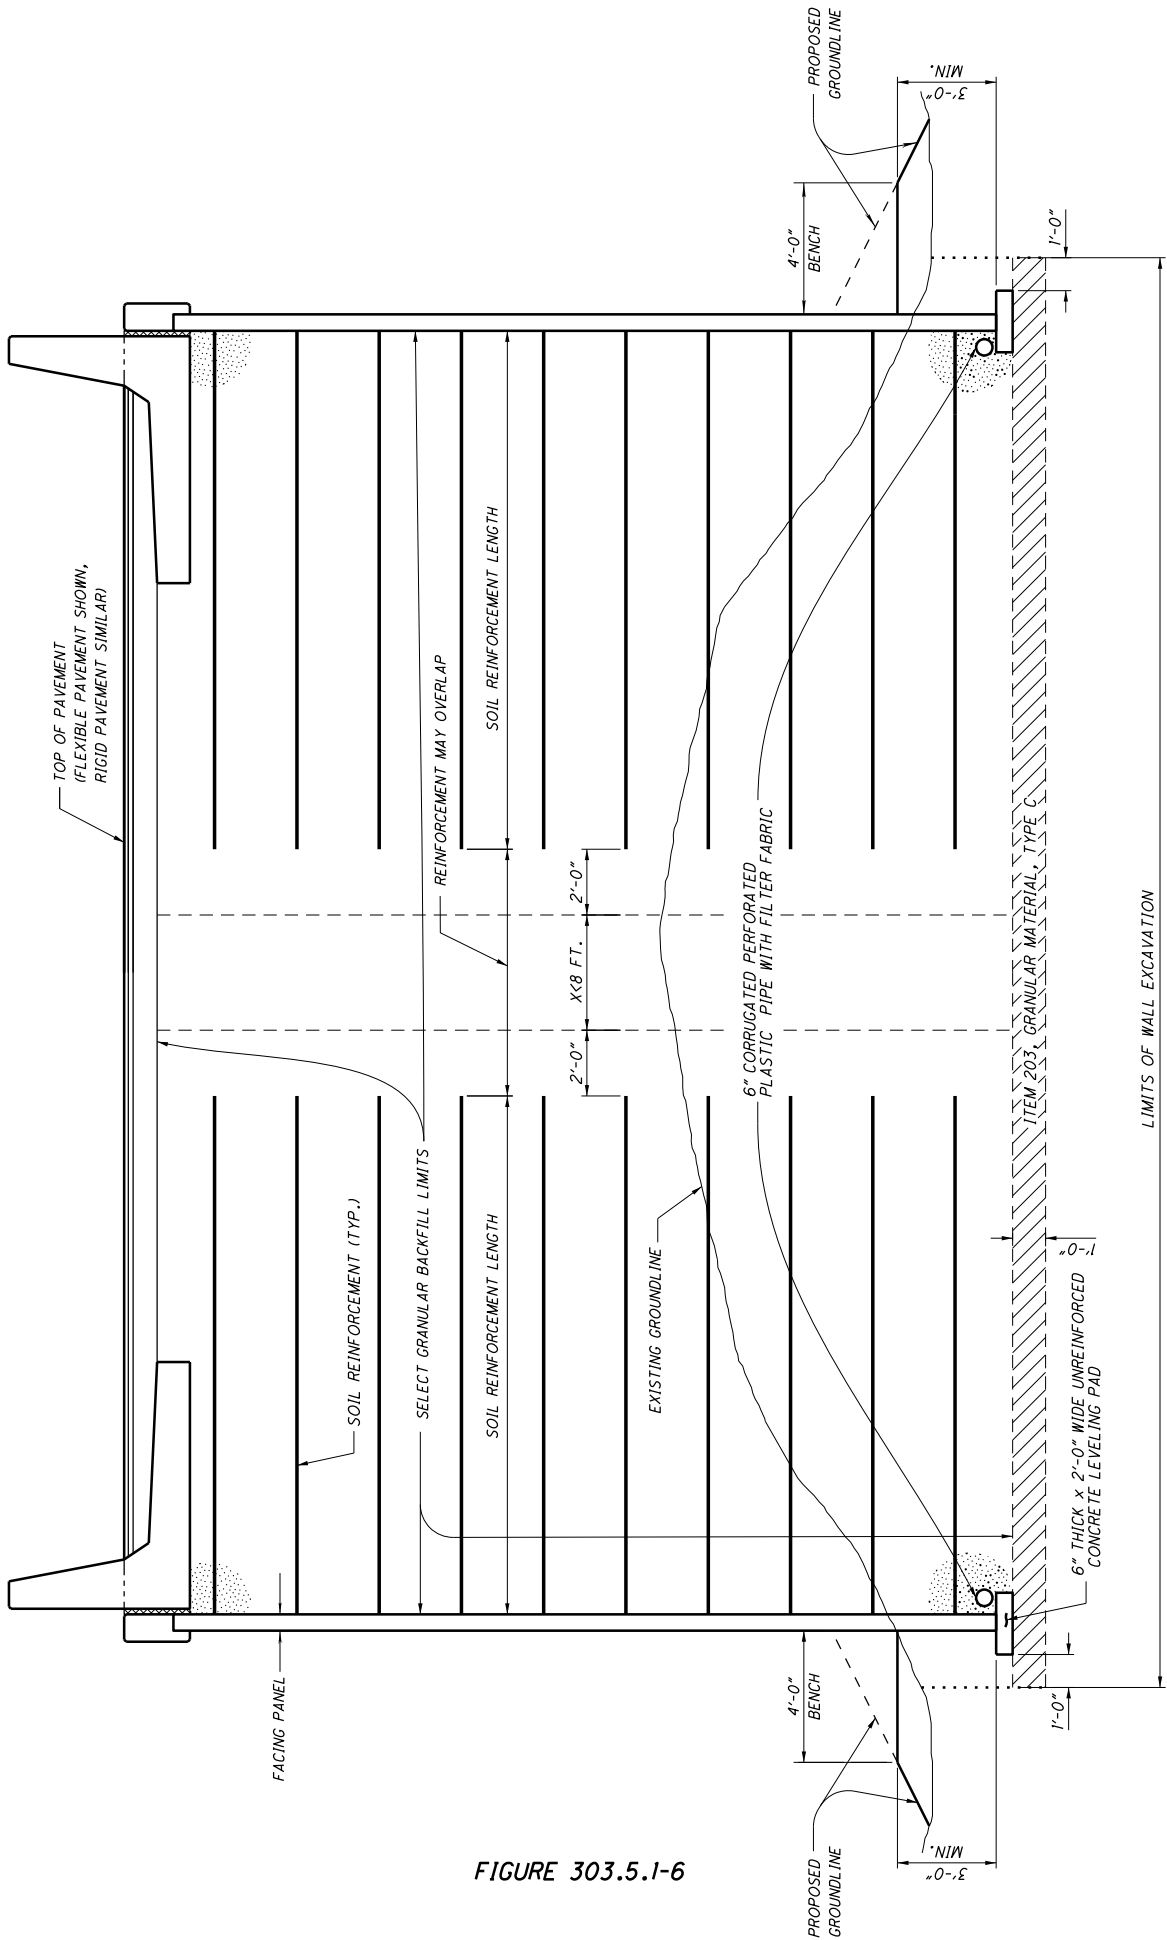 TOP OF PAVEMENT
(FLEXIBLE PAVEMENT SHOWN,
RIGID PAVEMENT SIMILAR)
FACING PANEL
SOIL REINFORCEMENT (TYP.)
SELECT GRANULAR BACKFILL LIMITS
REINFORCEMENT MAY OVERLAP
SOIL REINFORCEMENT LENGTH
SOIL REINFORCEMENT LENGTH
2'-0"
X<8 FT.
2'-0"
EXISTING GROUNDLINE
6" CORRUGATED PERFORATED
PLASTIC PIPE WITH FILTER FABRIC
4'-0"
BENCH
4'-0"
BENCH
PROPOSED
GROUNDLINE
PROPOSED
GROUNDLINE
3'-0"
MIN.
3'-0"
MIN.
ITEM 203, GRANULAR MATERIAL, TYPE C
1'-0"
1'-0"
1'-0"
6" THICK x 2'-0" WIDE UNREINFORCED
CONCRETE LEVELING PAD
LIMITS OF WALL EXCAVATION
FIGURE 303.5.1-6